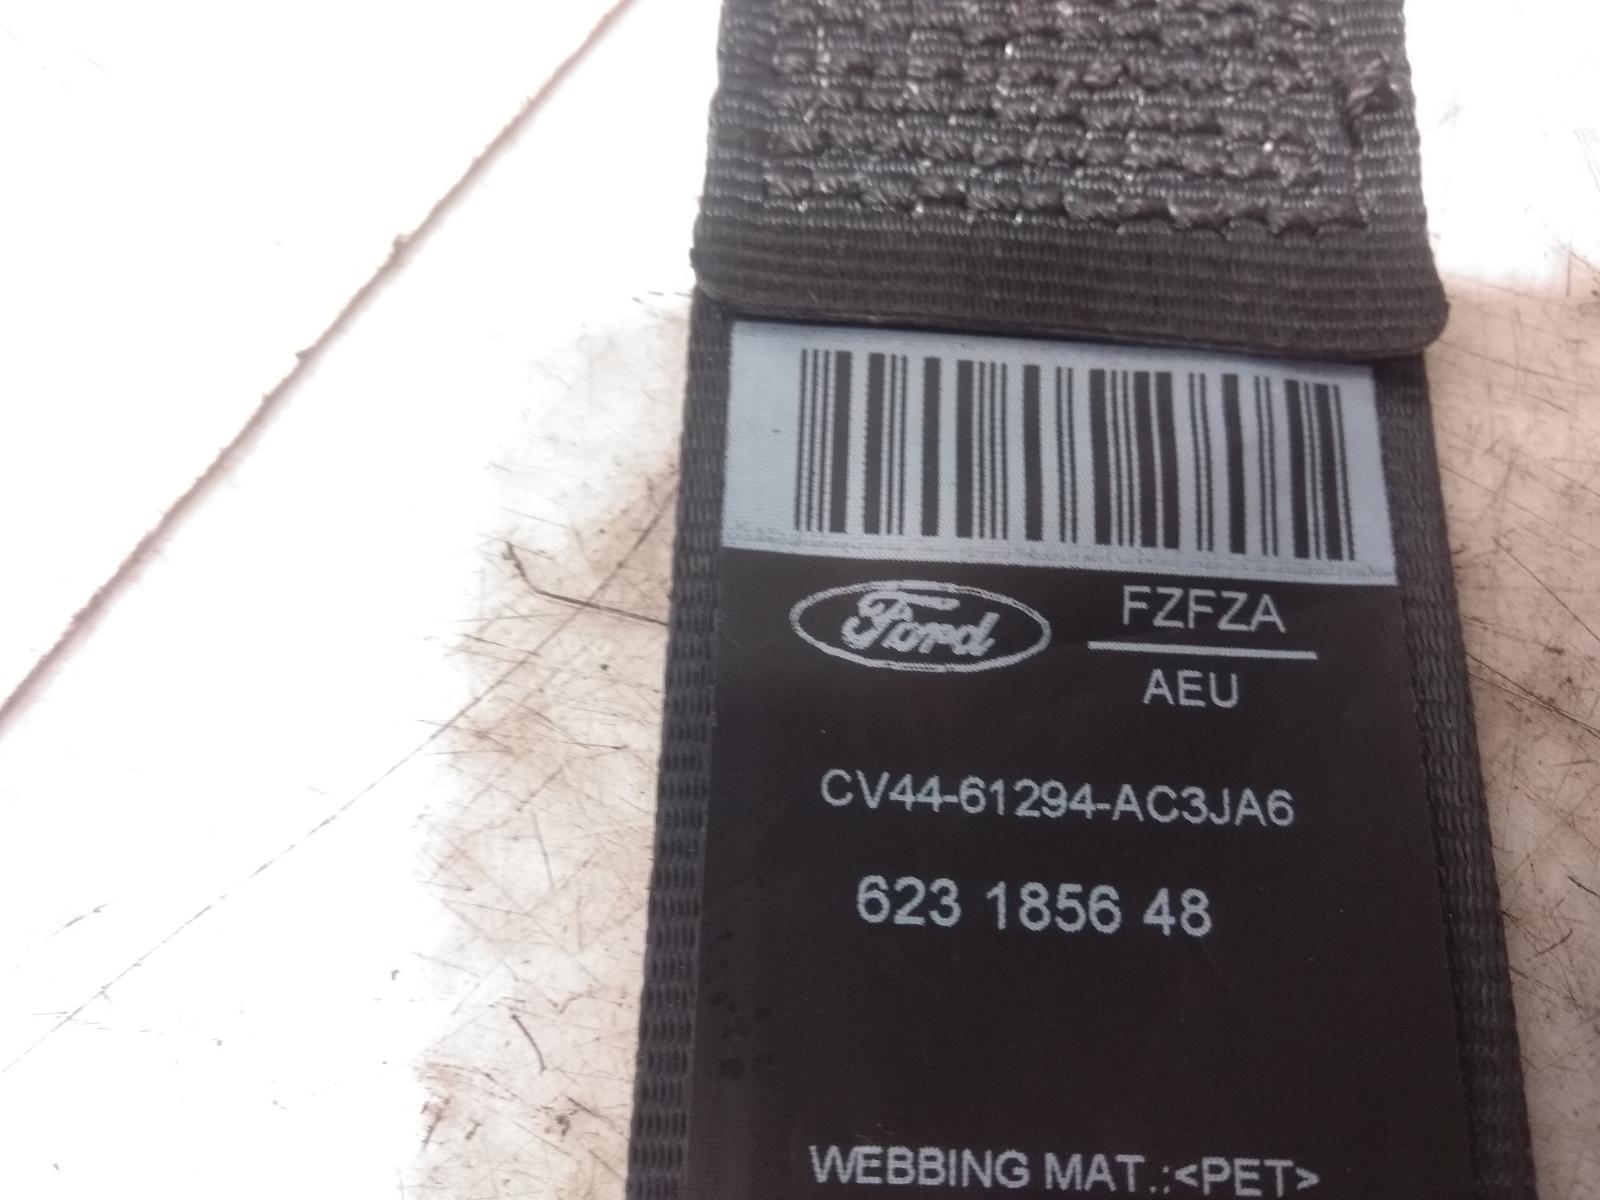 Ford
FZFZA
AEU
CV44-61294-AC3JA6
623 1856 48
WEBBING MAT.:<PET>